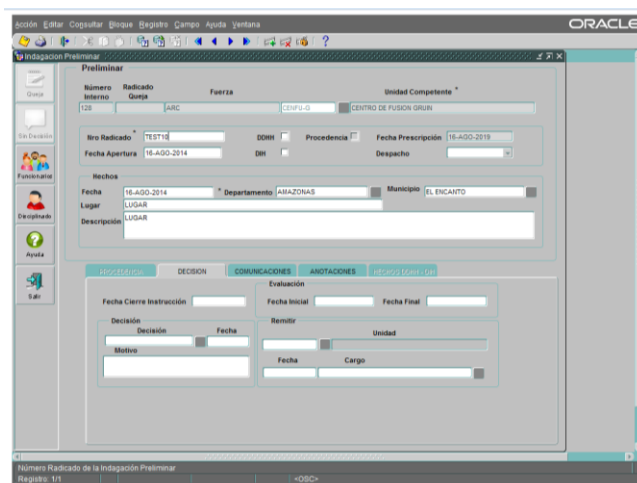 Acción Editar Consultar Bloque Registro Campo Ayuda Ventana
ORACLE
Indagacion Preliminar
Queja
Sin Decisión
Funcionarios
Disciplinado
Ayuda
Salir
Preliminar
Número Interno Radicado Queja Fuerza Unidad Competente *
128 ARC CENFU-G CENTRO DE FUSION GRUIN
Nro Radicado * TEST10 DDHH Procedencia Fecha Prescripción 16-AGO-2019
Fecha Apertura 16-AGO-2014 DIH Despacho
Hechos
Fecha 16-AGO-2014 * Departamento AMAZONAS Municipio EL ENCANTO
Lugar LUGAR
Descripción LUGAR
PROCEDENCIA DECISION COMUNICACIONES ANOTACIONES HECHOS DDHH - DIH
Evaluación
Fecha Cierre Instrucción Fecha Inicial Fecha Final
Decisión Remitir
Decisión Fecha Unidad
Motivo
Fecha Cargo
Número Radicado de la Indagación Preliminar
Registro: 1/1 <OSC>